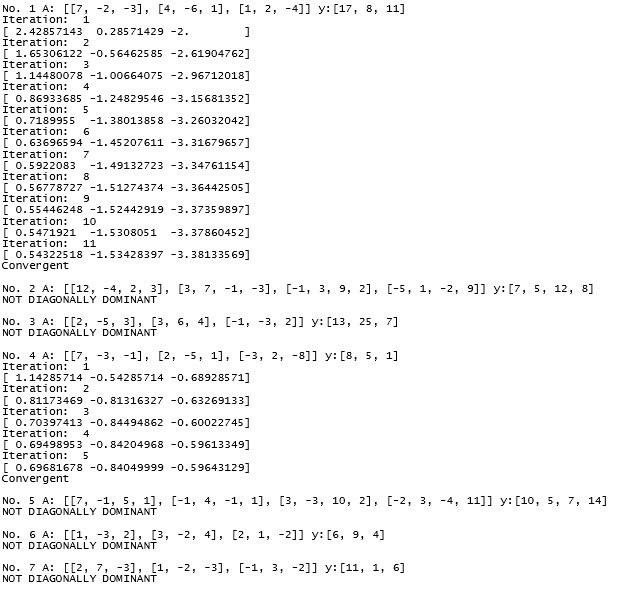 No. 1 A: [[7, -2, -3], [4, -6, 1], [1, 2, -4]] y:[17, 8, 11]
Iteration:  1
[ 2.42857143  0.28571429 -2.        ]
Iteration:  2
[ 1.65306122 -0.56462585 -2.61904762]
Iteration:  3
[ 1.14480078 -1.00664075 -2.96712018]
Iteration:  4
[ 0.86933685 -1.24829546 -3.15681352]
Iteration:  5
[ 0.7189955  -1.38013858 -3.26032042]
Iteration:  6
[ 0.63696594 -1.45207611 -3.31679657]
Iteration:  7
[ 0.5922083  -1.49132723 -3.34761154]
Iteration:  8
[ 0.56778727 -1.51274374 -3.36442505]
Iteration:  9
[ 0.55446248 -1.52442919 -3.37359897]
Iteration:  10
[ 0.5471921  -1.5308051  -3.37860452]
Iteration:  11
[ 0.54322518 -1.53428397 -3.38133569]
Convergent
No. 2 A: [[12, -4, 2, 3], [3, 7, -1, -3], [-1, 3, 9, 2], [-5, 1, -2, 9]] y:[7, 5, 12, 8]
NOT DIAGONALLY DOMINANT
No. 3 A: [[2, -5, 3], [3, 6, 4], [-1, -3, 2]] y:[13, 25, 7]
NOT DIAGONALLY DOMINANT
No. 4 A: [[7, -3, -1], [2, -5, 1], [-3, 2, -8]] y:[8, 5, 1]
Iteration:  1
[ 1.14285714 -0.54285714 -0.68928571]
Iteration:  2
[ 0.81173469 -0.81316327 -0.63269133]
Iteration:  3
[ 0.70397413 -0.84494862 -0.60022745]
Iteration:  4
[ 0.69498953 -0.84204968 -0.59613349]
Iteration:  5
[ 0.69681678 -0.84049999 -0.59643129]
Convergent
No. 5 A: [[7, -1, 5, 1], [-1, 4, -1, 1], [3, -3, 10, 2], [-2, 3, -4, 11]] y:[10, 5, 7, 14]
NOT DIAGONALLY DOMINANT
No. 6 A: [[1, -3, 2], [3, -2, 4], [2, 1, -2]] y:[6, 9, 4]
NOT DIAGONALLY DOMINANT
No. 7 A: [[2, 7, -3], [1, -2, -3], [-1, 3, -2]] y:[11, 1, 6]
NOT DIAGONALLY DOMINANT